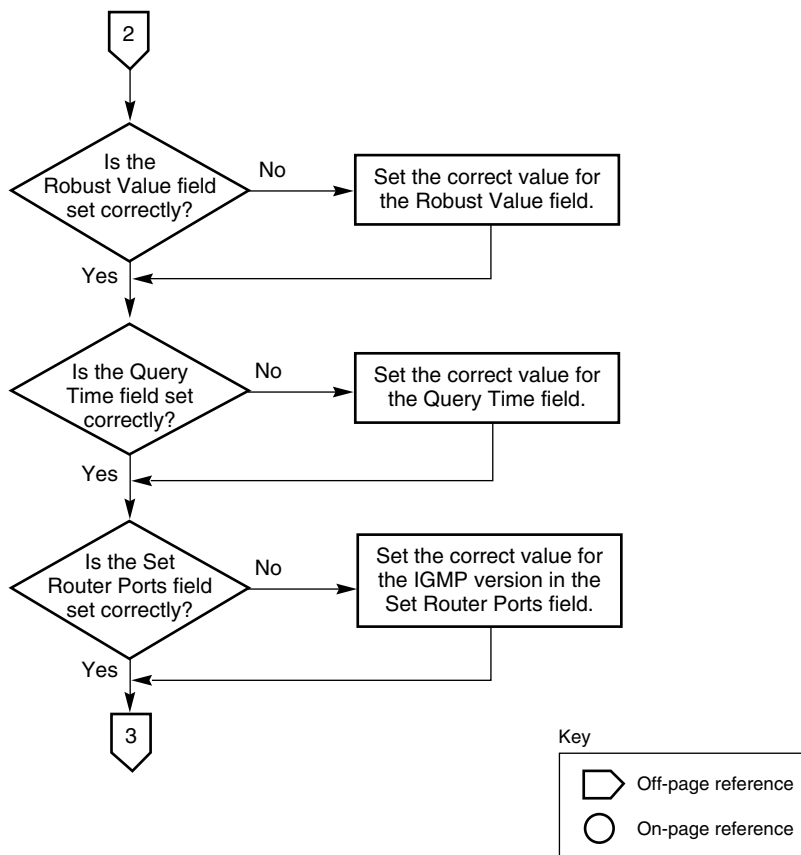 2
Is the
Robust Value field
set correctly?
No
Set the correct value for
the Robust Value field.
Yes
Is the Query
Time field set
correctly?
No
Set the correct value for
the Query Time field.
Yes
Is the Set
Router Ports field
set correctly?
No
Set the correct value for
the IGMP version in the
Set Router Ports field.
Yes
3
Key
Off-page reference
On-page reference